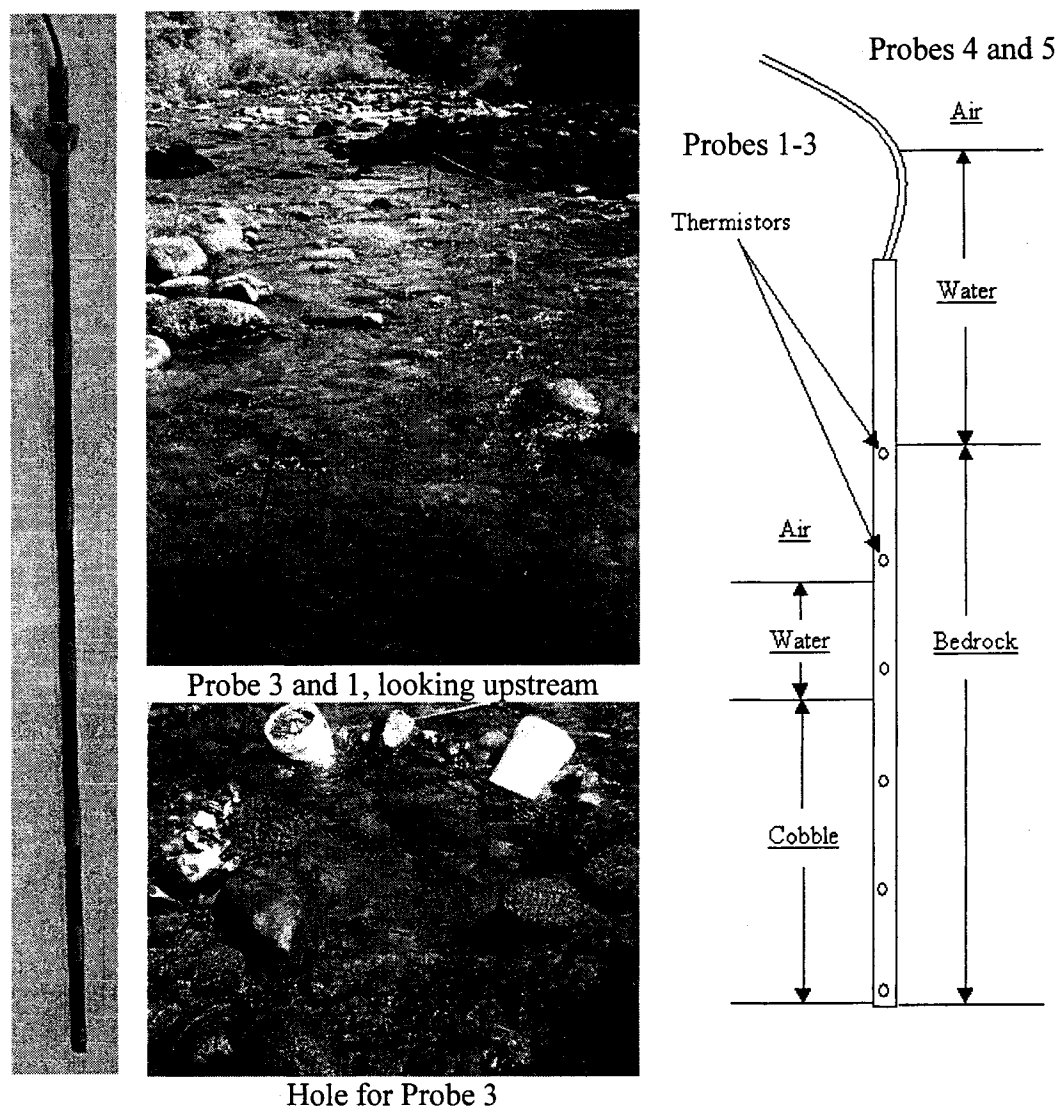 Probes 4 and 5
Air
Probes 1-3
Thermistors
Water
Air
Water
Bedrock
Cobble
Probe 3 and 1, looking upstream
Hole for Probe 3